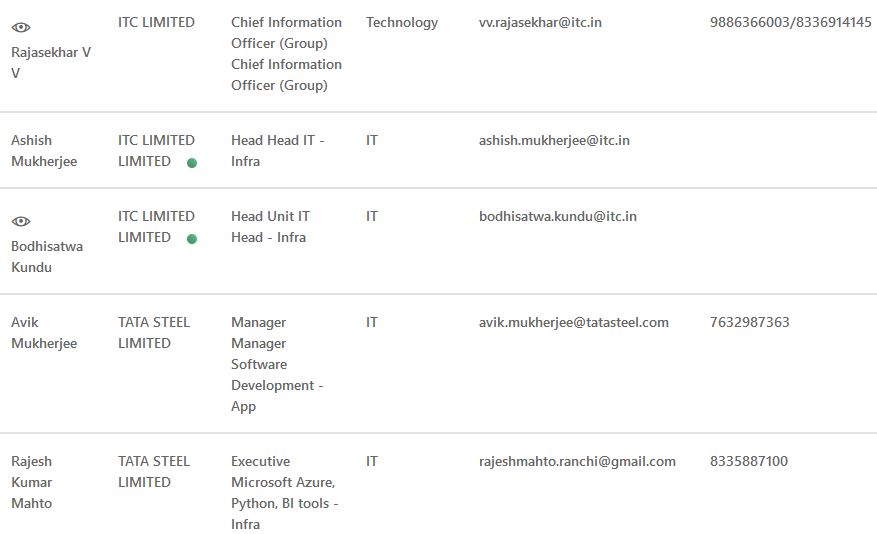 Rajasekhar V V
ITC LIMITED
Chief Information Officer (Group) Chief Information Officer (Group)
Technology
vv.rajasekhar@itc.in
9886366003/8336914145
Ashish Mukherjee
ITC LIMITED LIMITED
Head Head IT - Infra
IT
ashish.mukherjee@itc.in
Bodhisatwa Kundu
ITC LIMITED LIMITED
Head Unit IT Head - Infra
IT
bodhisatwa.kundu@itc.in
Avik Mukherjee
TATA STEEL LIMITED
Manager Manager Software Development - App
IT
avik.mukherjee@tatasteel.com
7632987363
Rajesh Kumar Mahto
TATA STEEL LIMITED
Executive Microsoft Azure, Python, BI tools - Infra
IT
rajeshmahto.ranchi@gmail.com
8335887100